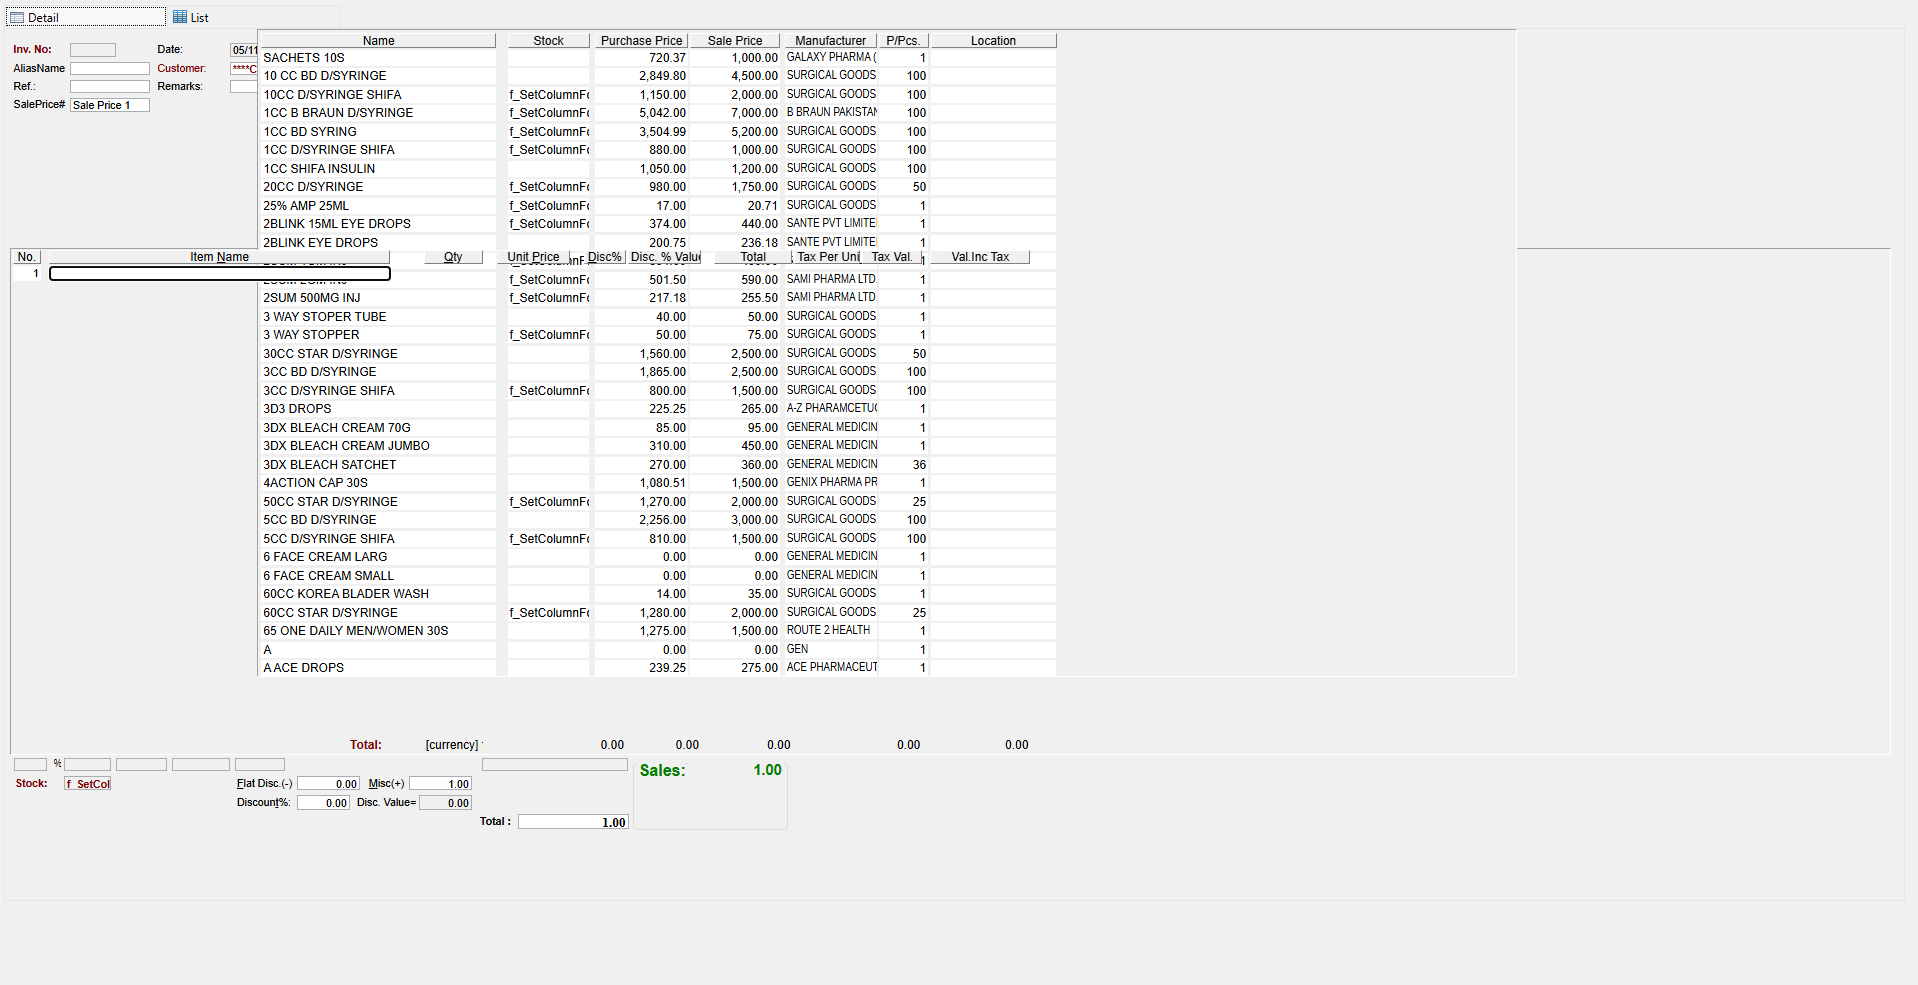 Detail List
Inv. No: Date: 05/11
AliasName Customer: ****C
Ref.: Remarks:
SalePrice# Sale Price 1
Name Stock Purchase Price Sale Price Manufacturer P/Pcs. Location
SACHETS 10S 720.37 1,000.00 GALAXY PHARMA ( 1
10 CC BD D/SYRINGE 2,849.80 4,500.00 SURGICAL GOODS 100
10CC D/SYRINGE SHIFA f_SetColumnFo 1,150.00 2,000.00 SURGICAL GOODS 100
1CC B BRAUN D/SYRINGE f_SetColumnFo 5,042.00 7,000.00 B BRAUN PAKISTAN 100
1CC BD SYRING 3,504.99 5,200.00 SURGICAL GOODS 100
1CC D/SYRINGE SHIFA f_SetColumnFo 880.00 1,000.00 SURGICAL GOODS 100
1CC SHIFA INSULIN 1,050.00 1,200.00 SURGICAL GOODS 100
20CC D/SYRINGE f_SetColumnFo 980.00 1,750.00 SURGICAL GOODS 50
25% AMP 25ML f_SetColumnFo 17.00 20.71 SURGICAL GOODS 1
2BLINK 15ML EYE DROPS f_SetColumnFo 374.00 440.00 SANTE PVT LIMITE 1
2BLINK EYE DROPS 200.75 236.18 SANTE PVT LIMITE 1
No. Item Name Qty Unit Price Disc% Disc. % Valu Total Tax Per Uni Tax Val. Val.Inc Tax 1
1 f_SetColumnFo 501.50 590.00 SAMI PHARMA LTD 1
2SUM 500MG INJ f_SetColumnFo 217.18 255.50 SAMI PHARMA LTD 1
3 WAY STOPER TUBE 40.00 50.00 SURGICAL GOODS 1
3 WAY STOPPER f_SetColumnFo 50.00 75.00 SURGICAL GOODS 1
30CC STAR D/SYRINGE 1,560.00 2,500.00 SURGICAL GOODS 50
3CC BD D/SYRINGE 1,865.00 2,500.00 SURGICAL GOODS 100
3CC D/SYRINGE SHIFA f_SetColumnFo 800.00 1,500.00 SURGICAL GOODS 100
3D3 DROPS 225.25 265.00 A-Z PHARAMCETUC 1
3DX BLEACH CREAM 70G 85.00 95.00 GENERAL MEDICIN 1
3DX BLEACH CREAM JUMBO 310.00 450.00 GENERAL MEDICIN 1
3DX BLEACH SATCHET 270.00 360.00 GENERAL MEDICIN 36
4ACTION CAP 30S 1,080.51 1,500.00 GENIX PHARMA PR 1
50CC STAR D/SYRINGE f_SetColumnFo 1,270.00 2,000.00 SURGICAL GOODS 25
5CC BD D/SYRINGE 2,256.00 3,000.00 SURGICAL GOODS 100
5CC D/SYRINGE SHIFA f_SetColumnFo 810.00 1,500.00 SURGICAL GOODS 100
6 FACE CREAM LARG 0.00 0.00 GENERAL MEDICIN 1
6 FACE CREAM SMALL 0.00 0.00 GENERAL MEDICIN 1
60CC KOREA BLADER WASH 14.00 35.00 SURGICAL GOODS 1
60CC STAR D/SYRINGE f_SetColumnFo 1,280.00 2,000.00 SURGICAL GOODS 25
65 ONE DAILY MEN/WOMEN 30S 1,275.00 1,500.00 ROUTE 2 HEALTH 1
A 0.00 0.00 GEN 1
A ACE DROPS 239.25 275.00 ACE PHARMACEUT 1
Total: [currency] 0.00 0.00 0.00 0.00 0.00
%
Sales: 1.00
Stock: f_SetCol Flat Disc.(-) 0.00 Misc(+) 1.00
Discount%: 0.00 Disc. Value= 0.00
Total : 1.00